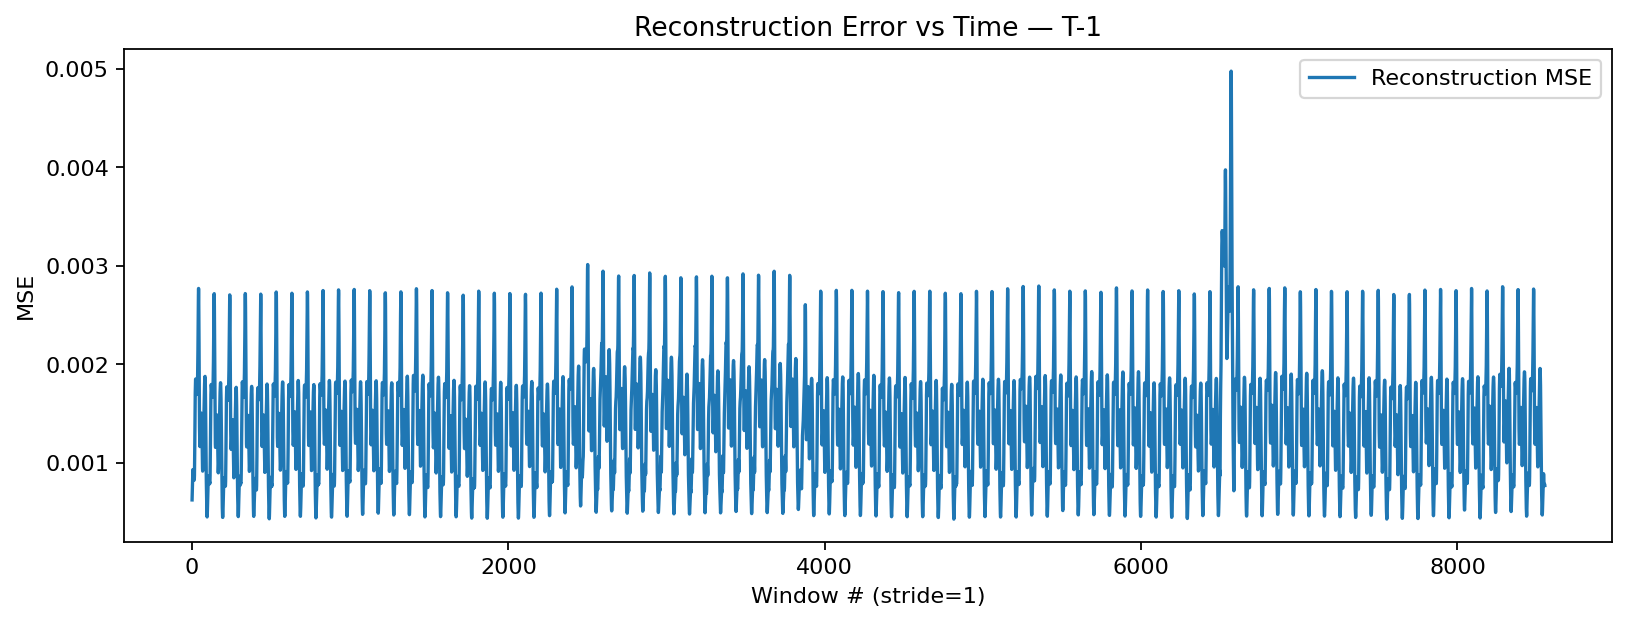 Reconstruction Error vs Time — T-1
Reconstruction MSE
0.005
0.004
0.003
0.002
0.001
MSE
0 2000 4000 6000 8000
Window # (stride=1)